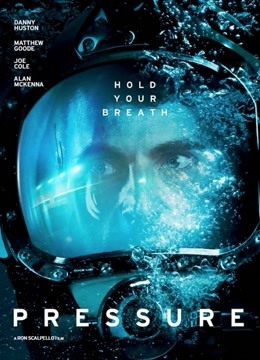 DANNY
HUSTON
MATTHEW
GOODE
JOE
COLE
ALAN
MCKENNA
HOLD
YOUR
BREATH
PRESSURE
A RON SCALPELLO FILM